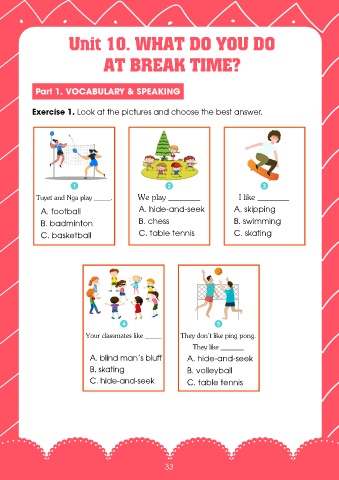 Unit 10. WHAT DO YOU DO
AT BREAK TIME?
Part 1. VOCABULARY & SPEAKING
Exercise 1. Look at the pictures and choose the best answer.
1
Tuyet and Nga play _____.
A. football
B. badminton
C. basketball
2
We play ________
A. hide-and-seek
B. chess
C. table tennis
3
I like ________
A. skipping
B. swimming
C. skating
4
Your classmates like _____
A. blind man's bluff
B. skating
C. hide-and-seek
5
They don't like ping pong.
They like _______
A. hide-and-seek
B. volleyball
C. table tennis
33